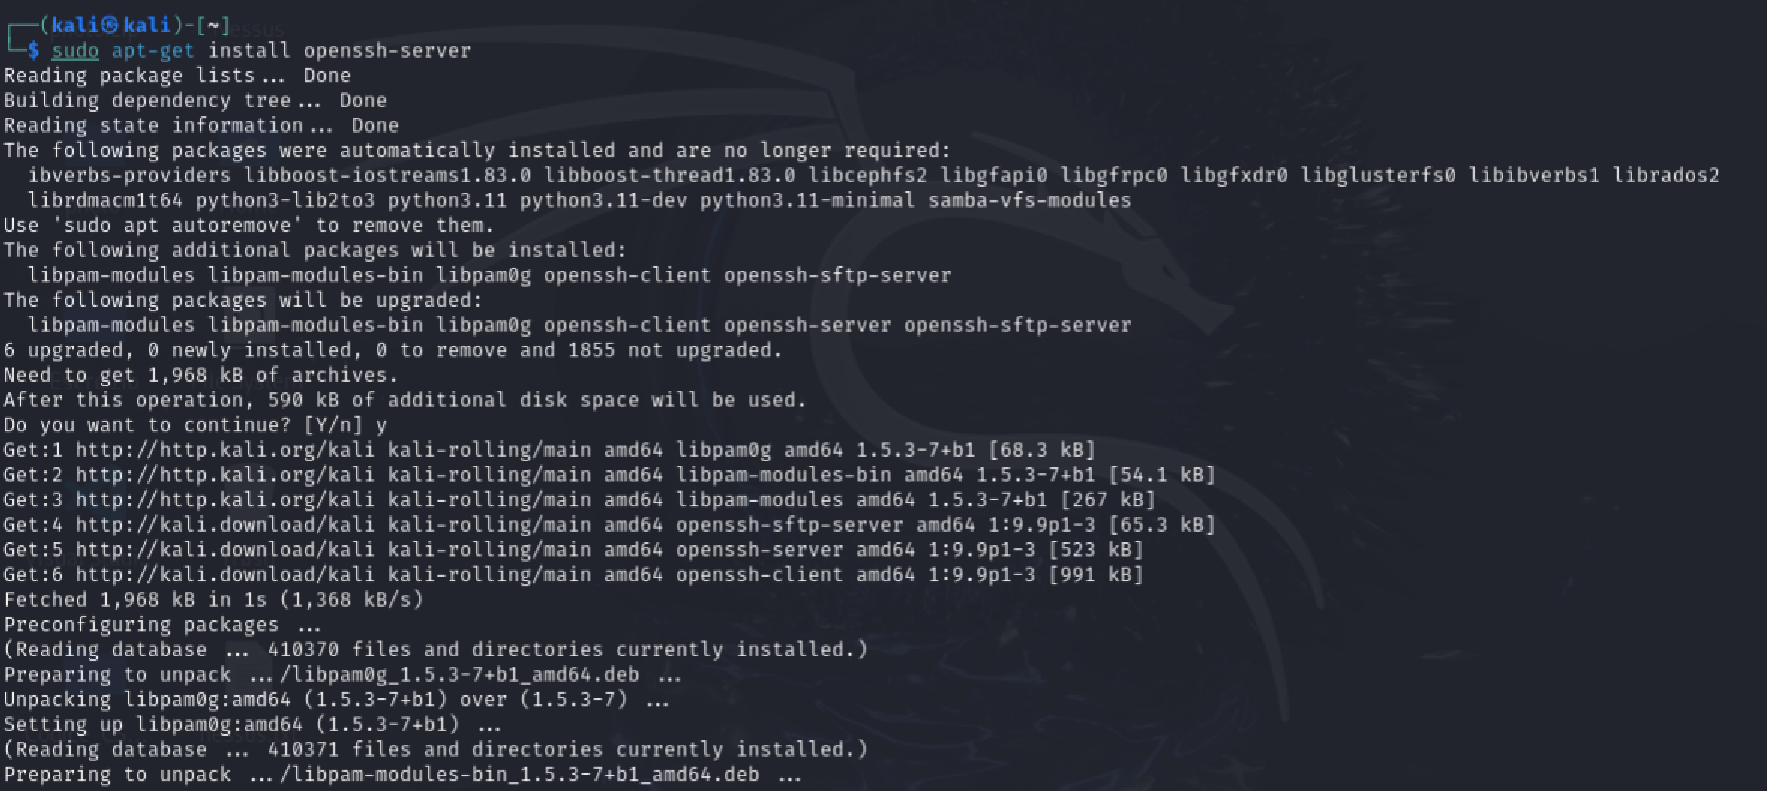 ┌──(kali㉿kali)-[~]
└─$ sudo apt-get install openssh-server
Reading package lists... Done
Building dependency tree... Done
Reading state information... Done
The following packages were automatically installed and are no longer required:
  ibverbs-providers libboost-iostreams1.83.0 libboost-thread1.83.0 libcephfs2 libgfapi0 libgfrpc0 libgfxdr0 libglusterfs0 libibverbs1 librados2
  librdmacm1t64 python3-lib2to3 python3.11 python3.11-dev python3.11-minimal samba-vfs-modules
Use 'sudo apt autoremove' to remove them.
The following additional packages will be installed:
  libpam-modules libpam-modules-bin libpam0g openssh-client openssh-sftp-server
The following packages will be upgraded:
  libpam-modules libpam-modules-bin libpam0g openssh-client openssh-server openssh-sftp-server
6 upgraded, 0 newly installed, 0 to remove and 1855 not upgraded.
Need to get 1,968 kB of archives.
After this operation, 590 kB of additional disk space will be used.
Do you want to continue? [Y/n] y
Get:1 http://http.kali.org/kali kali-rolling/main amd64 libpam0g amd64 1.5.3-7+b1 [68.3 kB]
Get:2 http://http.kali.org/kali kali-rolling/main amd64 libpam-modules-bin amd64 1.5.3-7+b1 [54.1 kB]
Get:3 http://http.kali.org/kali kali-rolling/main amd64 libpam-modules amd64 1.5.3-7+b1 [267 kB]
Get:4 http://kali.download/kali kali-rolling/main amd64 openssh-sftp-server amd64 1:9.9p1-3 [65.3 kB]
Get:5 http://kali.download/kali kali-rolling/main amd64 openssh-server amd64 1:9.9p1-3 [523 kB]
Get:6 http://kali.download/kali kali-rolling/main amd64 openssh-client amd64 1:9.9p1-3 [991 kB]
Fetched 1,968 kB in 1s (1,368 kB/s)
Preconfiguring packages ...
(Reading database ... 410370 files and directories currently installed.)
Preparing to unpack .../libpam0g_1.5.3-7+b1_amd64.deb ...
Unpacking libpam0g:amd64 (1.5.3-7+b1) over (1.5.3-7) ...
Setting up libpam0g:amd64 (1.5.3-7+b1) ...
(Reading database ... 410371 files and directories currently installed.)
Preparing to unpack .../libpam-modules-bin_1.5.3-7+b1_amd64.deb ...